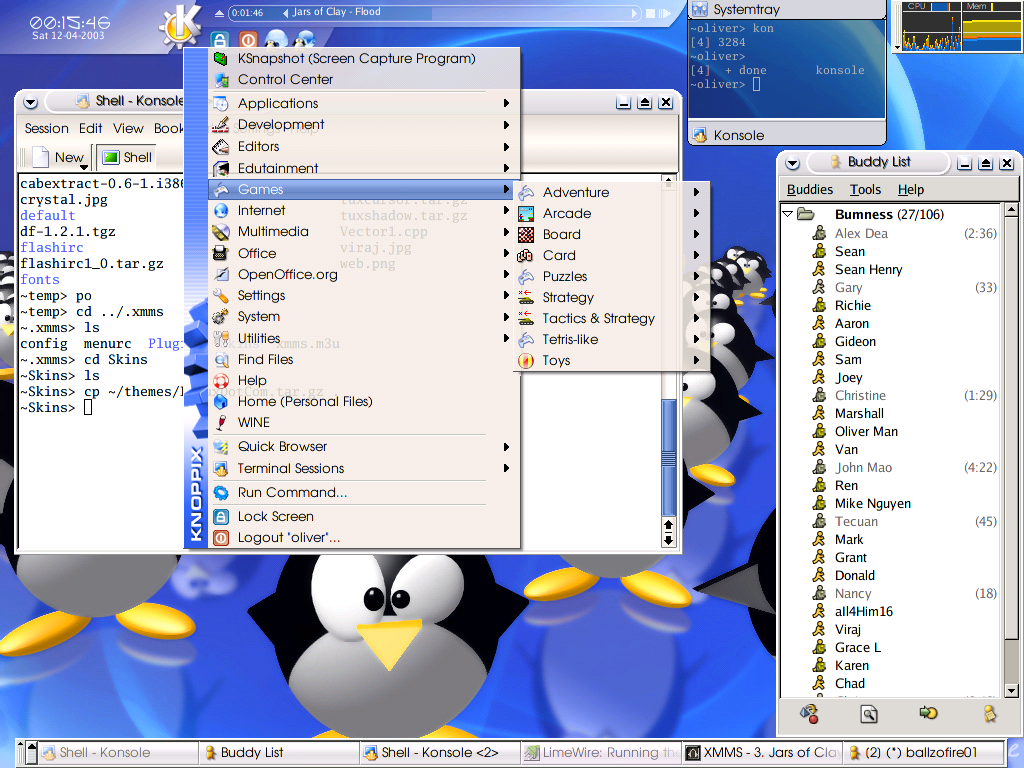 00:15:46
Sat 12-04-2003
0:01:46
Jars of Clay - Flood
Systemtray
~oliver> kon
[4] 3284
~oliver>
[4]  + done       konsole
~oliver>
Konsole
CPU
Mem
Shell - Konsole
Session Edit View Book
New
Shell
cabextract-0.6-1.i386
crystal.jpg
default
df-1.2.1.tgz
flashirc
flashirc1_0.tar.gz
fonts
~temp> po
~temp> cd ../.xmms
~.xmms> ls
config  menurc  Plug
~.xmms> cd Skins
~Skins> ls
~Skins> cp ~/themes/
~Skins>
tuxcursor.tar.gz
tuxshadow.tar.gz
Vector1.cpp
viraj.jpg
web.png
xmms.m3u
KNOPPIX
KSnapshot (Screen Capture Program)
Control Center
Applications
Development
Editors
Edutainment
Games
Internet
Multimedia
Office
OpenOffice.org
Settings
System
Utilities
Find Files
Help
Home (Personal Files)
WINE
Quick Browser
Terminal Sessions
Run Command...
Lock Screen
Logout "oliver"...
Adventure
Arcade
Board
Card
Puzzles
Strategy
Tactics & Strategy
Tetris-like
Toys
Buddy List
Buddies Tools Help
Bumness (27/106)
Alex Dea (2:36)
Sean
Sean Henry
Gary (33)
Richie
Aaron
Gideon
Sam
Joey
Christine (1:29)
Marshall
Oliver Man
Van
John Mao (4:22)
Ren
Mike Nguyen
Tecuan (45)
Mark
Grant
Donald
Nancy (18)
all4Him16
Viraj
Grace L
Karen
Chad
Shell - Konsole
Buddy List
Shell - Konsole <2>
LimeWire: Running the
XMMS - 3. Jars of Clay
(2) (*) ballzofire01